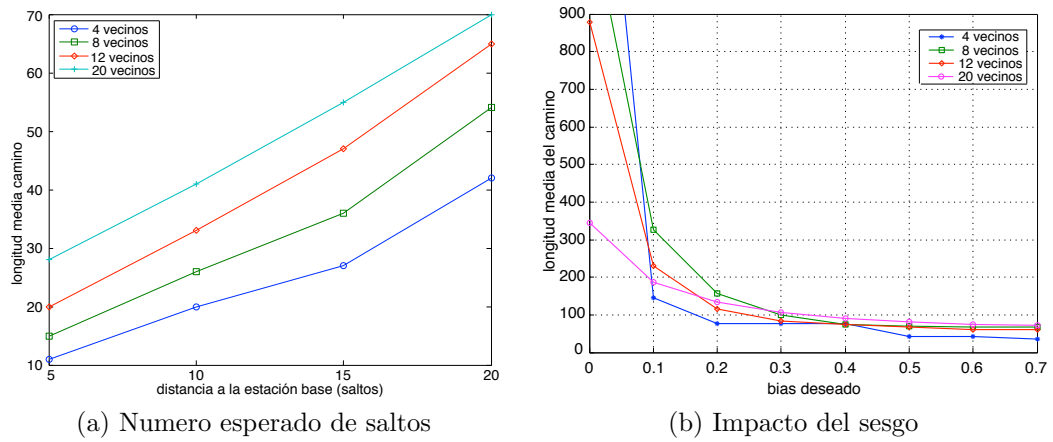 70
60
50
40
30
20
10
4 vecinos
8 vecinos
12 vecinos
20 vecinos
longitud media camino
5
10
15
20
distancia a la estación base (saltos)
(a) Numero esperado de saltos
900
800
700
600
500
400
300
200
100
0
4 vecinos
8 vecinos
12 vecinos
20 vecinos
longitud media del camino
0
0.1
0.2
0.3
0.4
0.5
0.6
0.7
bias deseado
(b) Impacto del sesgo